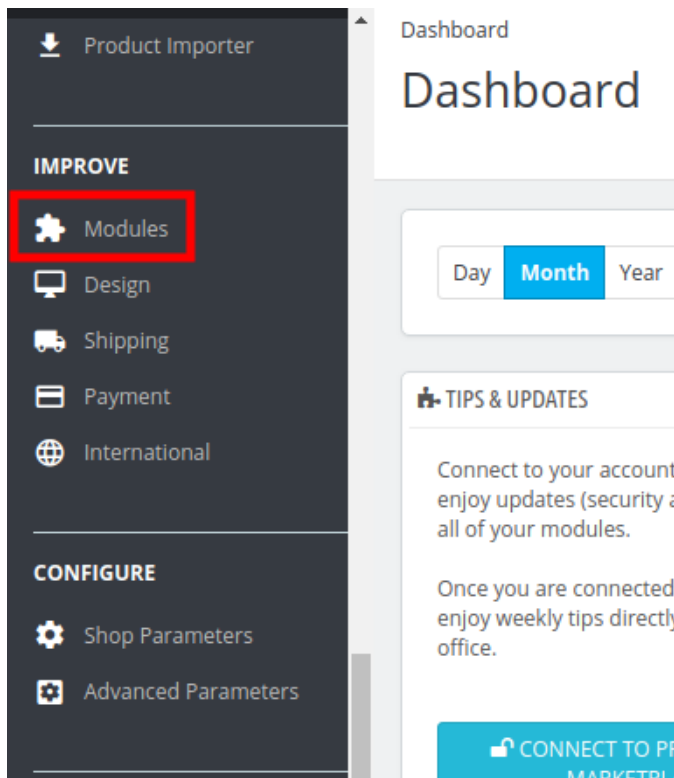 Product Importer
IMPROVE
Modules
Design
Shipping
Payment
International
CONFIGURE
Shop Parameters
Advanced Parameters
Dashboard
Dashboard
Day Month Year
TIPS & UPDATES
Connect to your account
enjoy updates (security
all of your modules.
Once you are connected
enjoy weekly tips directly
office.
CONNECT TO